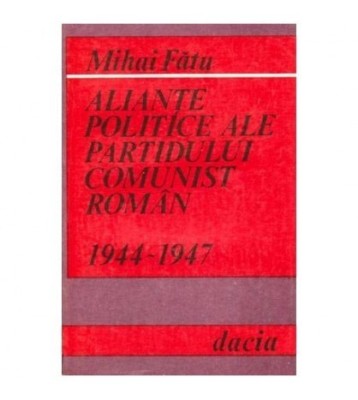 Mihai Fătu
ALIANȚE
POLITICE ALE
PARTIDULUI
COMUNIST
ROMÂN
1944-1947
dacia